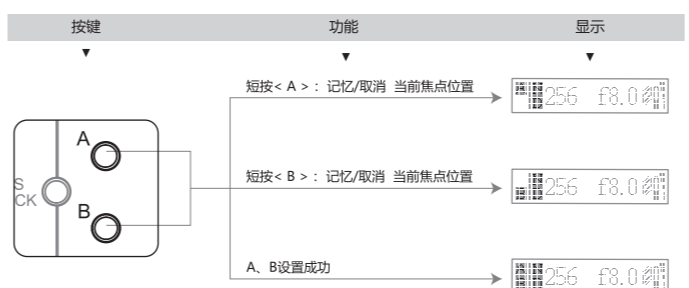 按键 功能 显示
短按< A >：记忆/取消 当前焦点位置
256 f8.0
A
短按< B >：记忆/取消 当前焦点位置
256 f8.0
S
CK
B
A、B设置成功
256 f8.0